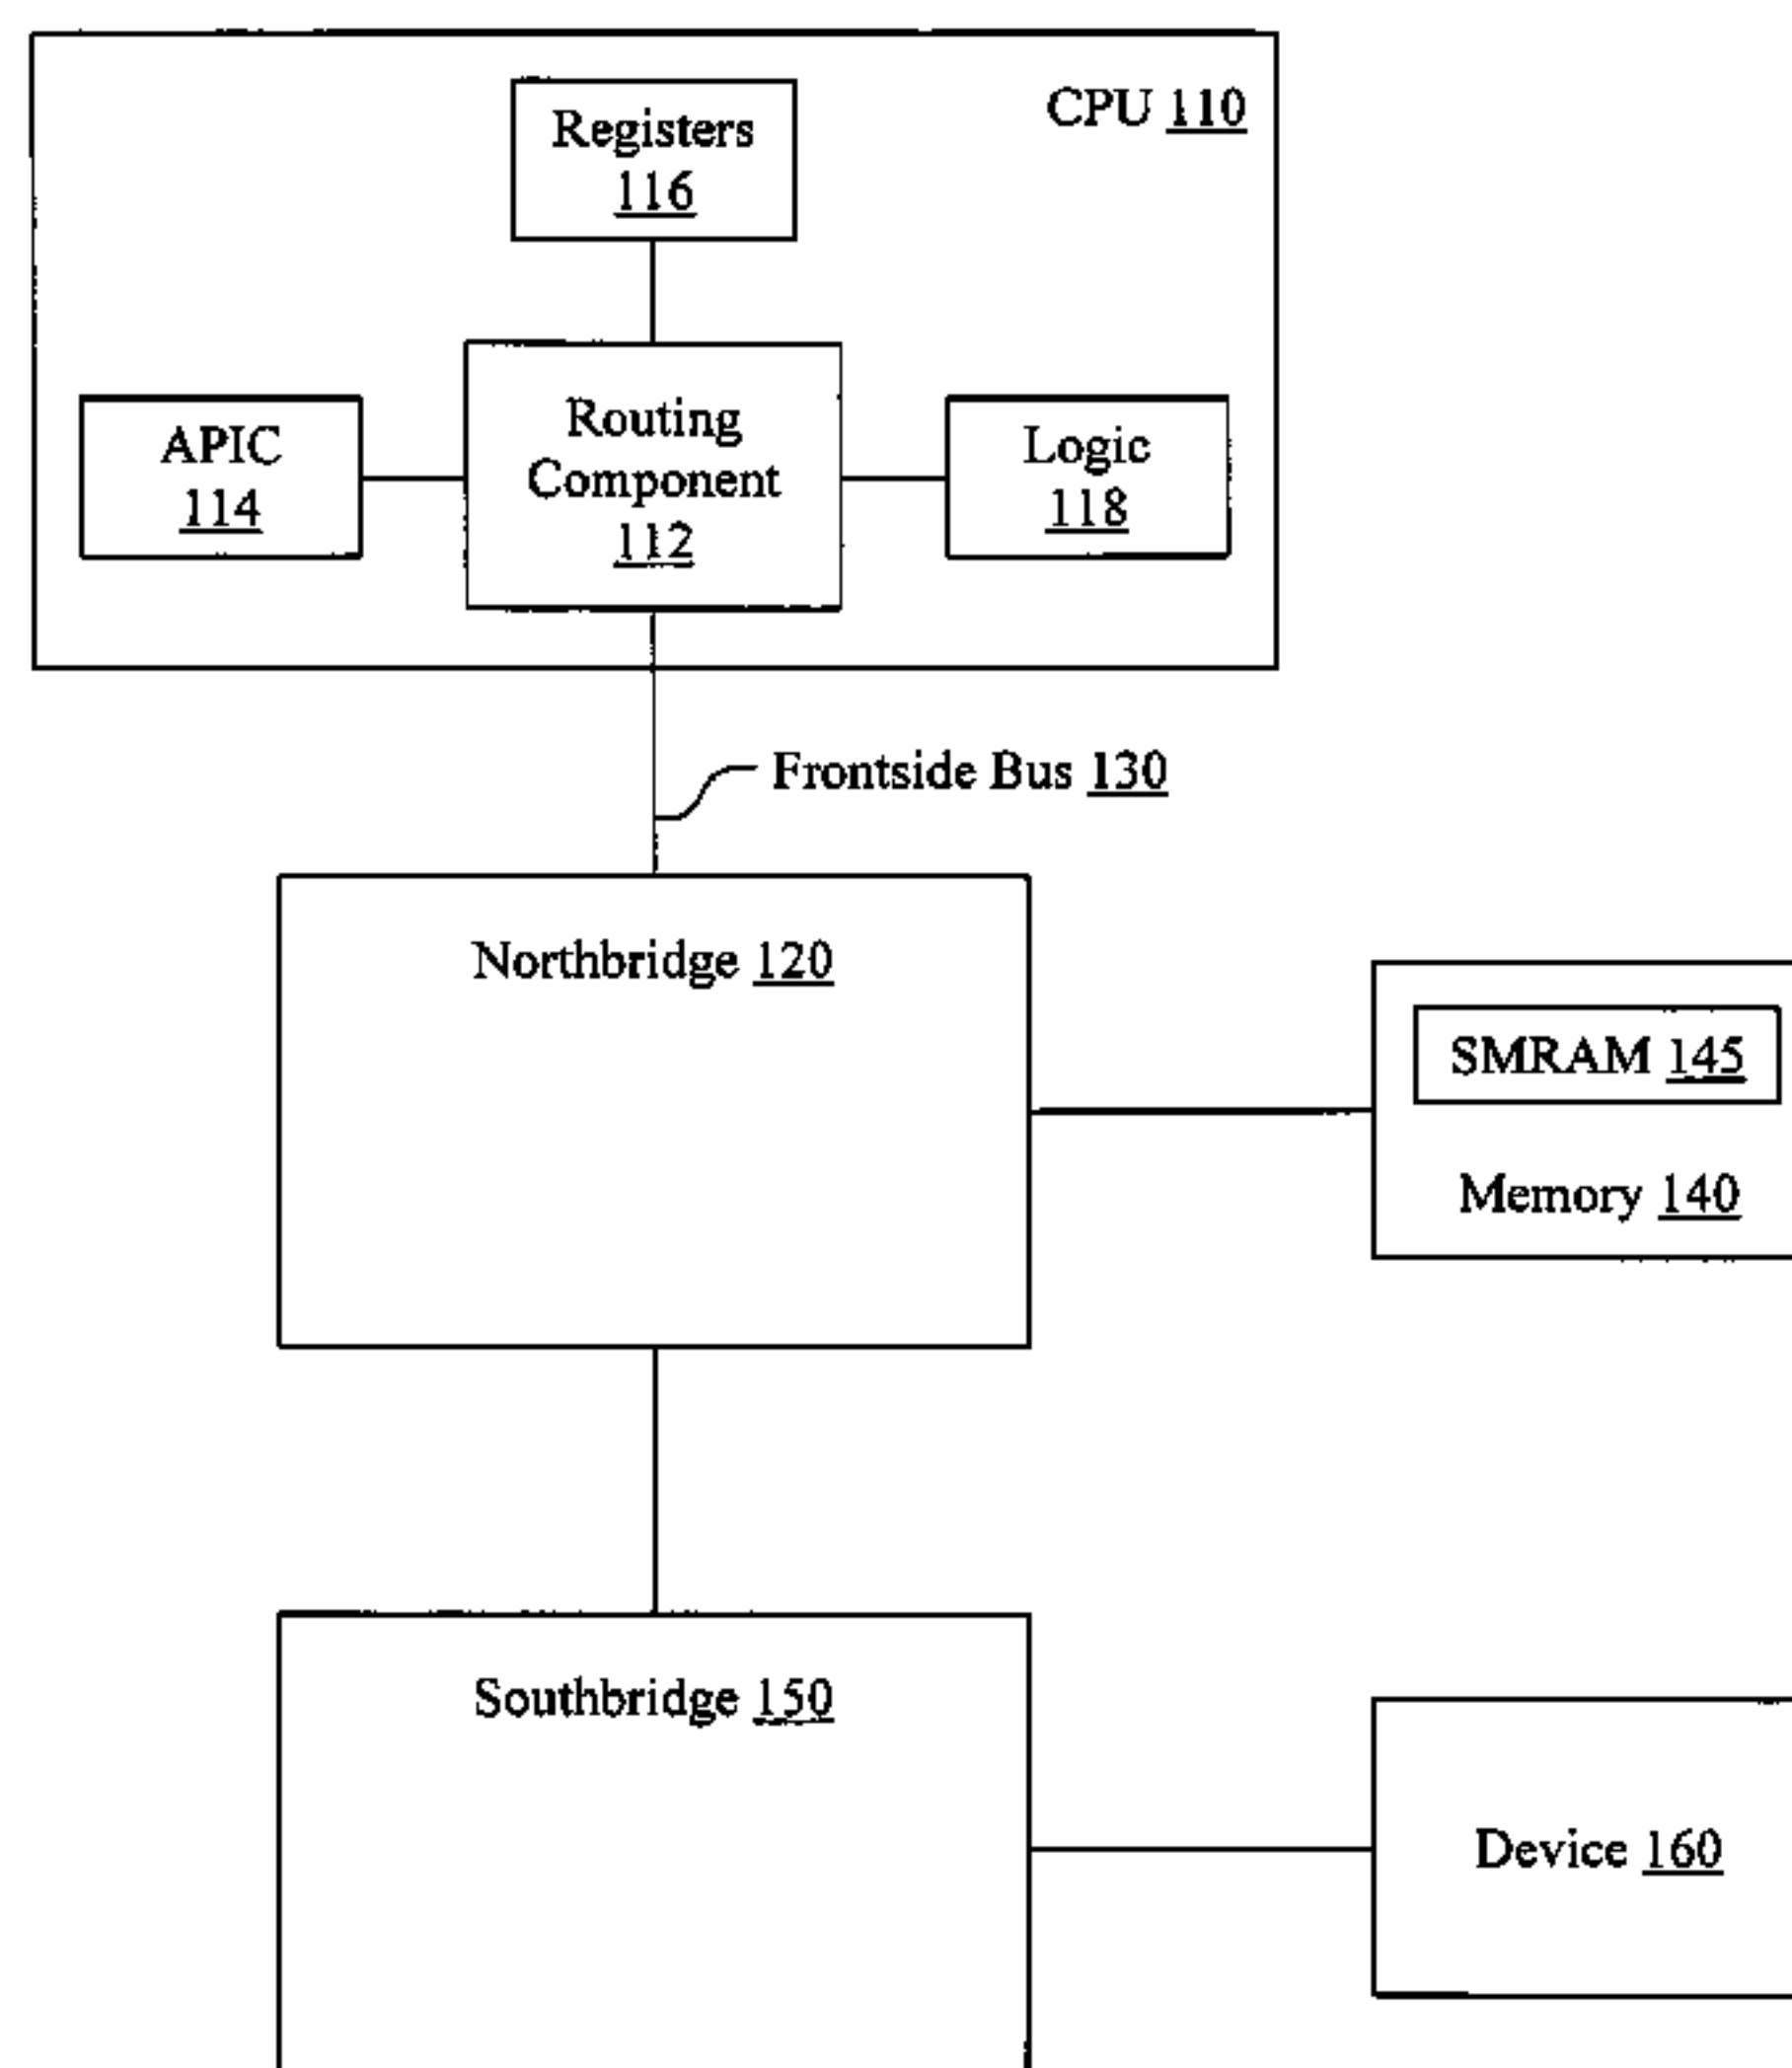 CPU 110
Registers
116
APIC
114
Routing
Component
112
Logic
118
Frontside Bus 130
Northbridge 120
SMRAM 145
Memory 140
Southbridge 150
Device 160